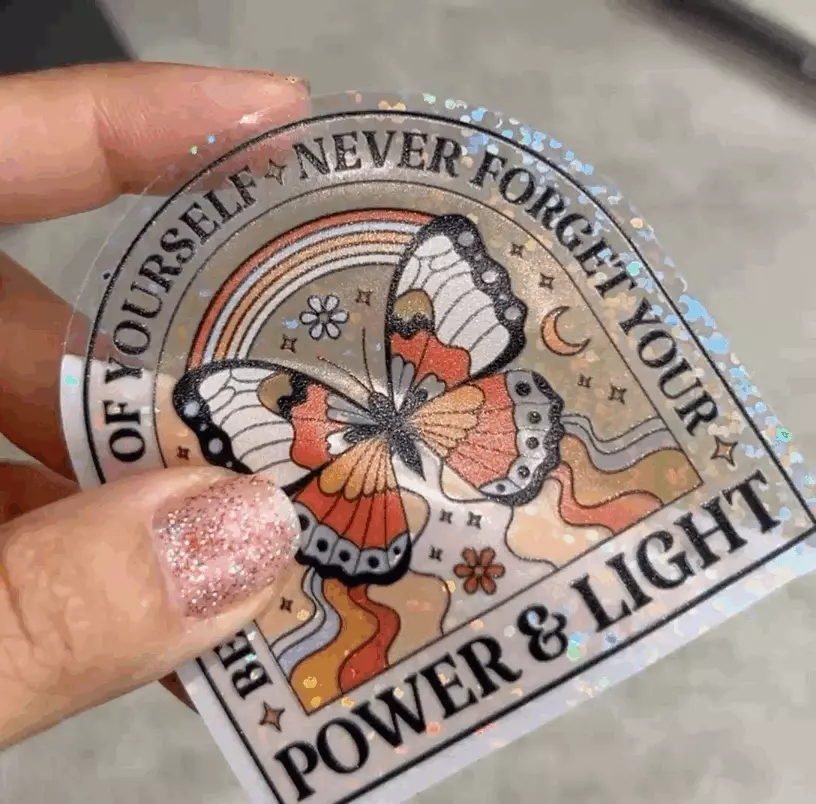 BE
OF YOURSELF ✧ NEVER FORGET YOUR
POWER & LIGHT